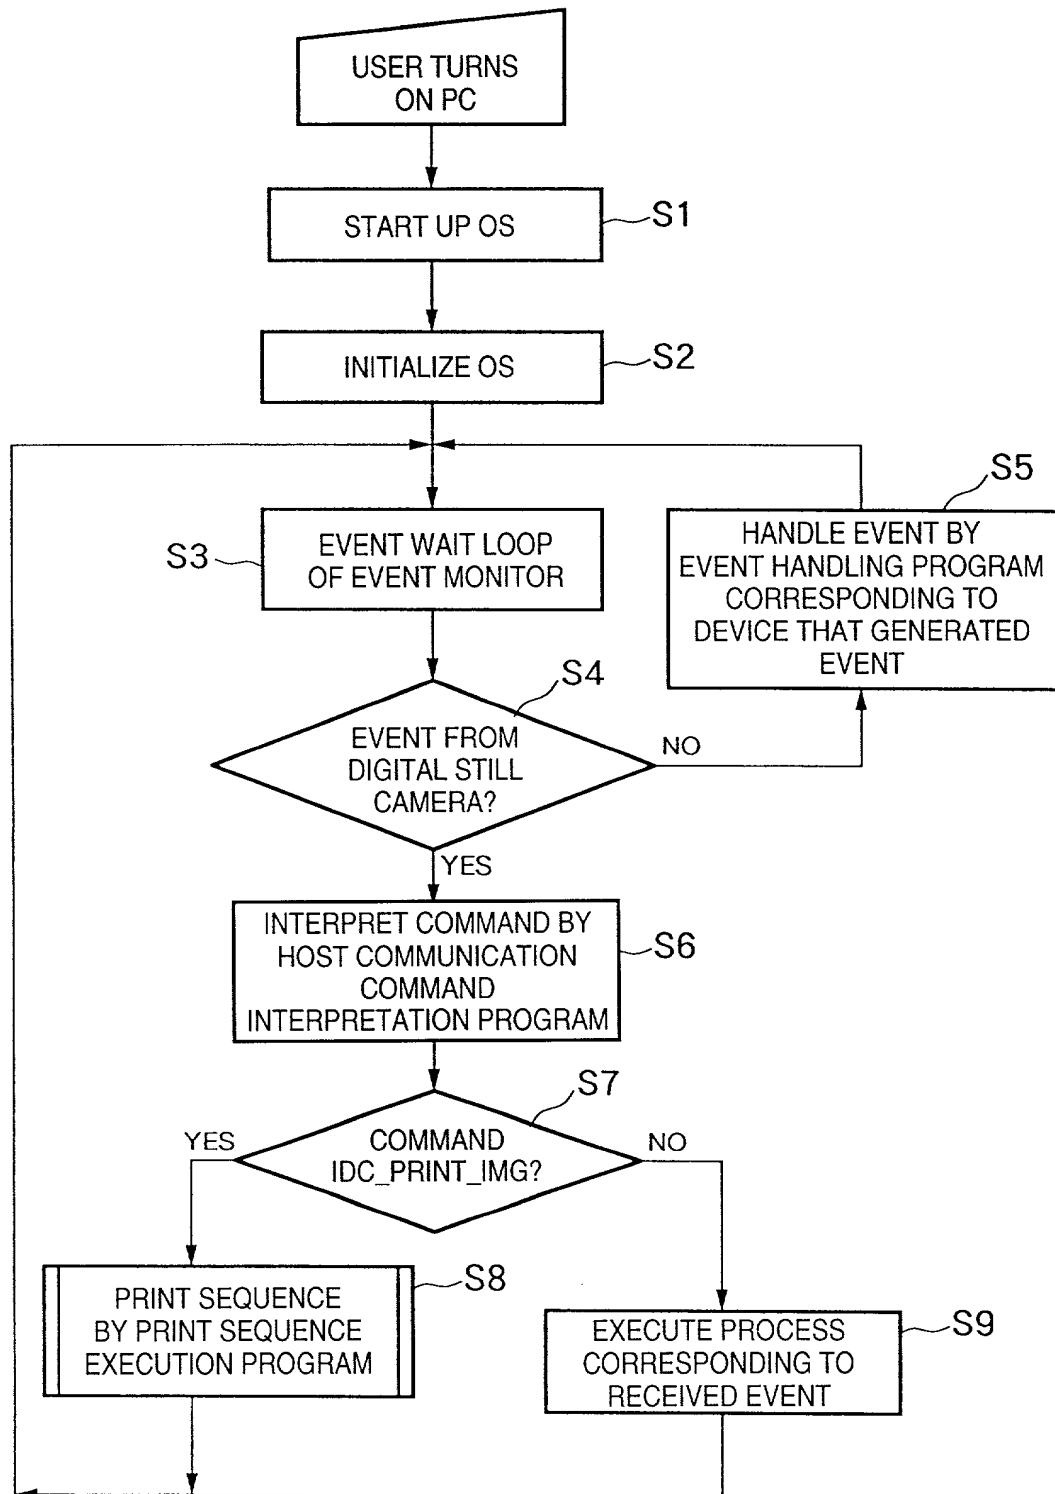 USER TURNS
ON PC
START UP OS
S1
INITIALIZE OS
S2
S3
EVENT WAIT LOOP
OF EVENT MONITOR
S5
HANDLE EVENT BY
EVENT HANDLING PROGRAM
CORRESPONDING TO
DEVICE THAT GENERATED
EVENT
S4
EVENT FROM
DIGITAL STILL
CAMERA?
NO
YES
INTERPRET COMMAND BY
HOST COMMUNICATION
COMMAND
INTERPRETATION PROGRAM
S6
S7
COMMAND
IDC_PRINT_IMG?
YES
NO
S8
PRINT SEQUENCE
BY PRINT SEQUENCE
EXECUTION PROGRAM
S9
EXECUTE PROCESS
CORRESPONDING TO
RECEIVED EVENT